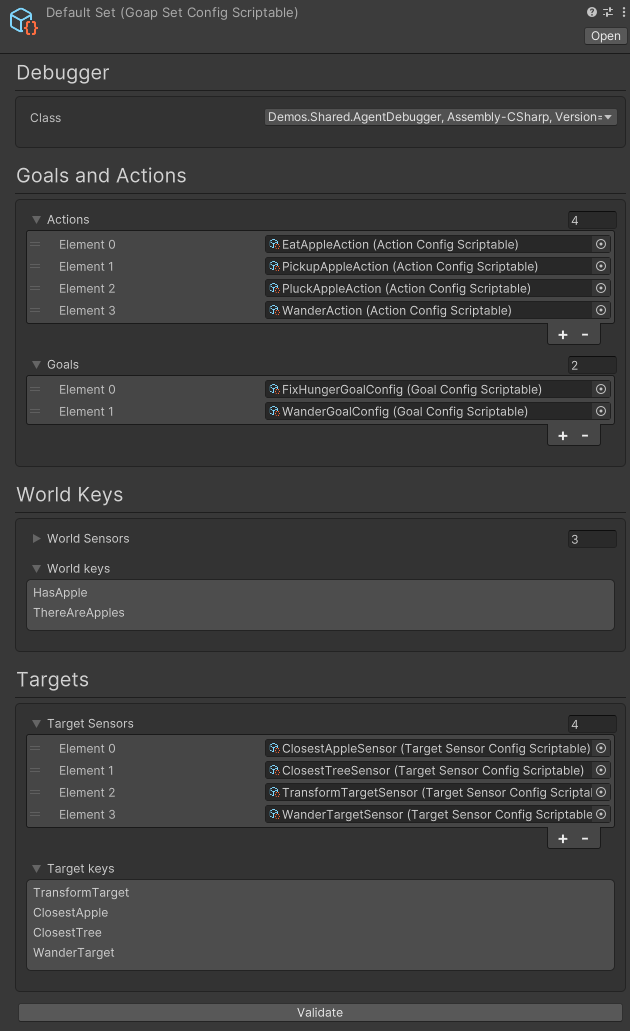 Default Set (Goap Set Config Scriptable)
Open
Debugger
Class Demos.Shared.AgentDebugger, Assembly-CSharp, Version=
Goals and Actions
Actions 4
Element 0 EatAppleAction (Action Config Scriptable)
Element 1 PickupAppleAction (Action Config Scriptable)
Element 2 PluckAppleAction (Action Config Scriptable)
Element 3 WanderAction (Action Config Scriptable)
+ -
Goals 2
Element 0 FixHungerGoalConfig (Goal Config Scriptable)
Element 1 WanderGoalConfig (Goal Config Scriptable)
+ -
World Keys
World Sensors 3
World keys
HasApple
ThereAreApples
Targets
Target Sensors 4
Element 0 ClosestAppleSensor (Target Sensor Config Scriptable)
Element 1 ClosestTreeSensor (Target Sensor Config Scriptable)
Element 2 TransformTargetSensor (Target Sensor Config Scriptal
Element 3 WanderTargetSensor (Target Sensor Config Scriptable
+ -
Target keys
TransformTarget
ClosestApple
ClosestTree
WanderTarget
Validate